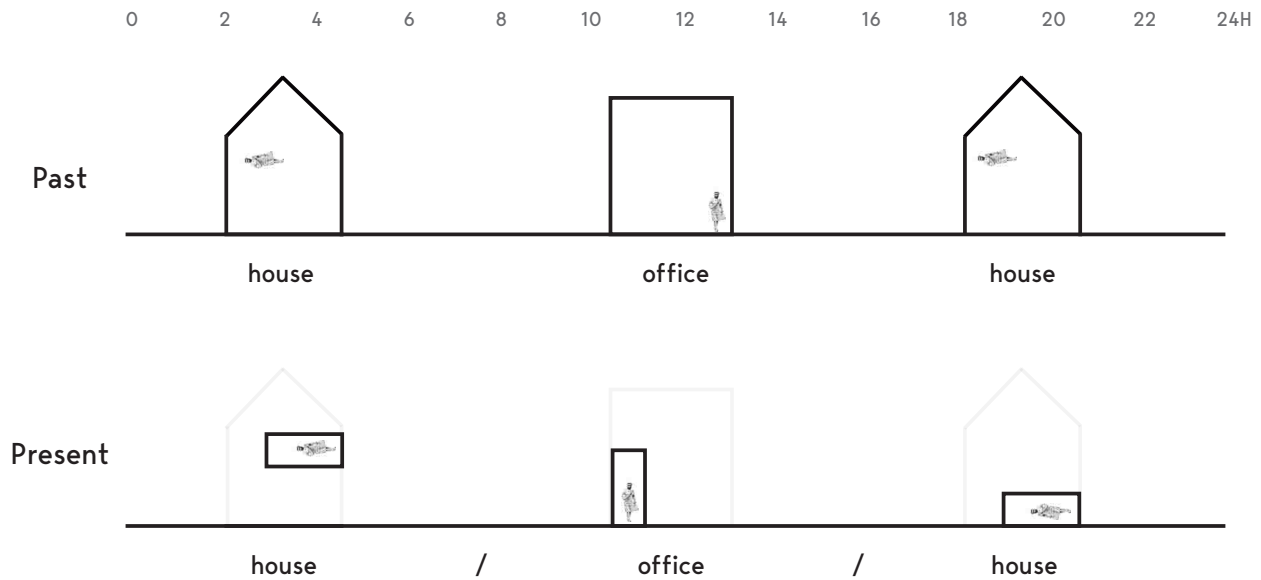 0 2 4 6 8 10 12 14 16 18 20 22 24H
Past
house office house
Present
house / office / house